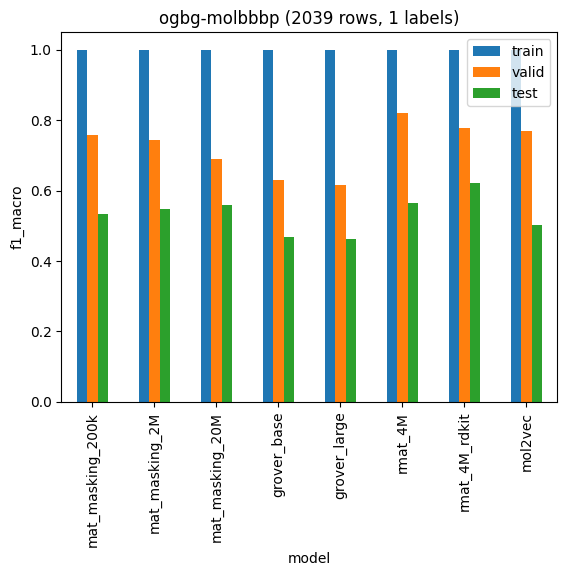 ogbg-molbbbp (2039 rows, 1 labels)
train
valid
test
f1_macro
1.0
0.8
0.6
0.4
0.2
0.0
mat_masking_200k
mat_masking_2M
mat_masking_20M
grover_base
grover_large
rmat_4M
rmat_4M_rdkit
mol2vec
model